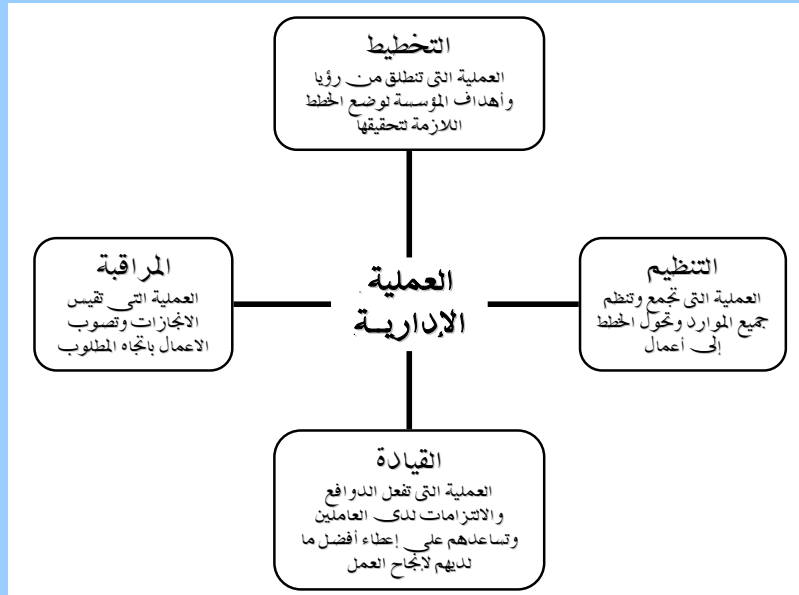 التخطيط
العملية التى تنطلق من رؤيا
وأهداف المؤسسة لوضع الخطط
اللازمة لتحقيقها
التنظيم
العملية التى تجمع وتنظم
جميع الموارد وتحول الخطط
إلى أعمال
العملية
الإدارية
المراقبة
العملية التى تقيس
الانجازات وتصوب
الاعمال باتجاه المطلوب
القيادة
العملية التى تفعل الدوافع
والالتزامات لدى العاملين
وتساعدهم على إعطاء أفضل ما
لديهم لإنجاح العمل